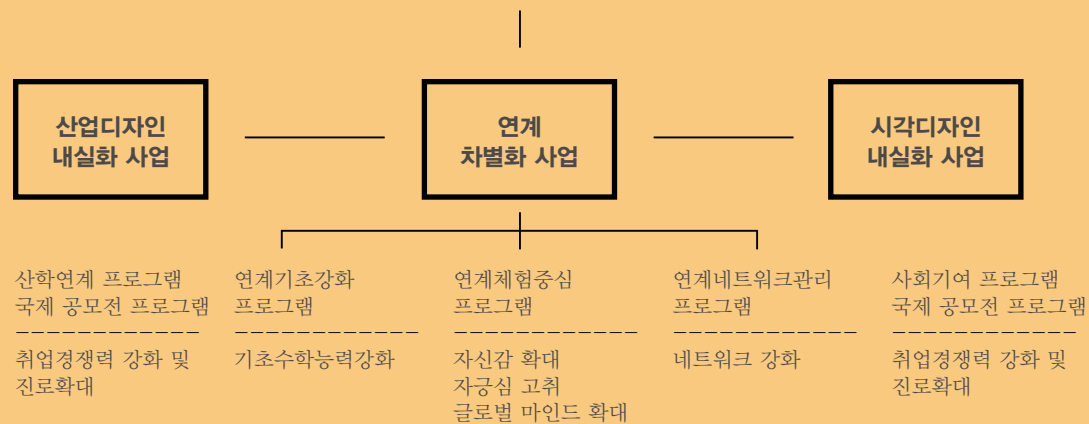 산업디자인
내실화 사업
연계
차별화 사업
시각디자인
내실화 사업
산학연계 프로그램
국제 공모전 프로그램
취업경쟁력 강화 및
진로확대
연계기초강화
프로그램
기초수학능력강화
연계체험중심
프로그램
자신감 확대
자긍심 고취
글로벌 마인드 확대
연계네트워크관리
프로그램
네트워크 강화
사회기여 프로그램
국제 공모전 프로그램
취업경쟁력 강화 및
진로확대